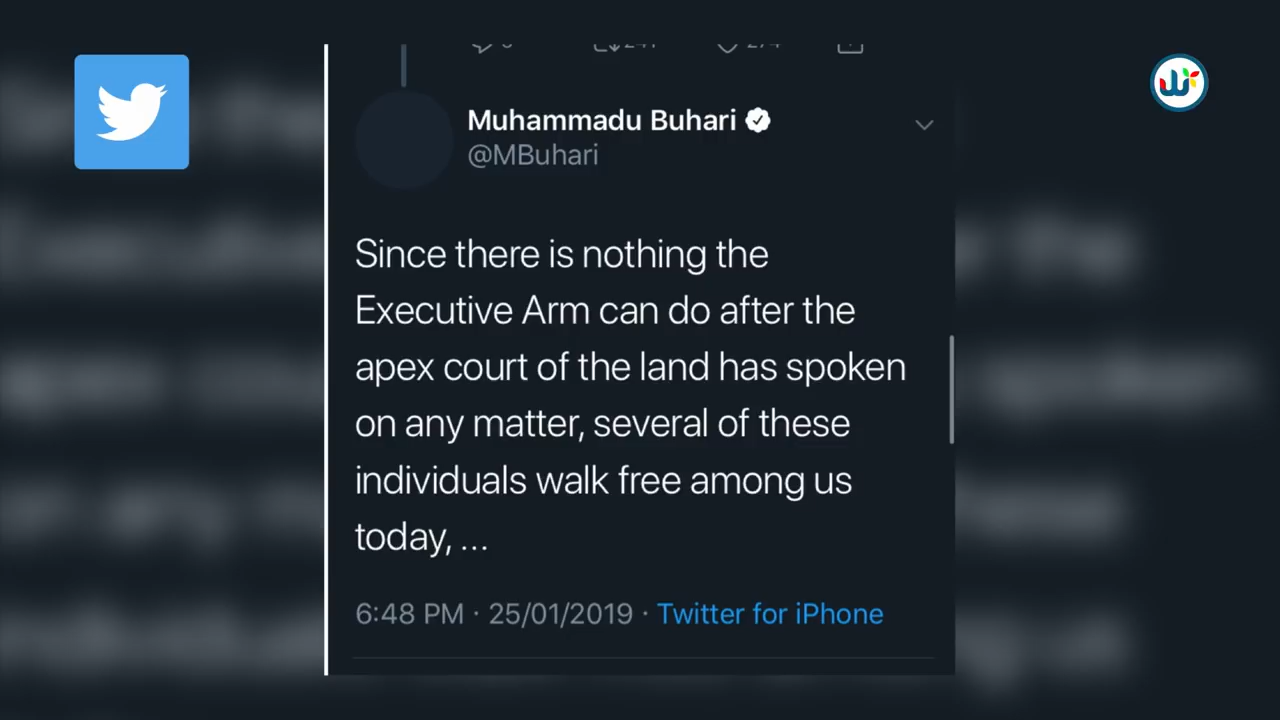 Muhammadu Buhari
@MBuhari
Since there is nothing the
Executive Arm can do after the
apex court of the land has spoken
on any matter, several of these
individuals walk free among us
today, ...
6:48 PM · 25/01/2019 · Twitter for iPhone